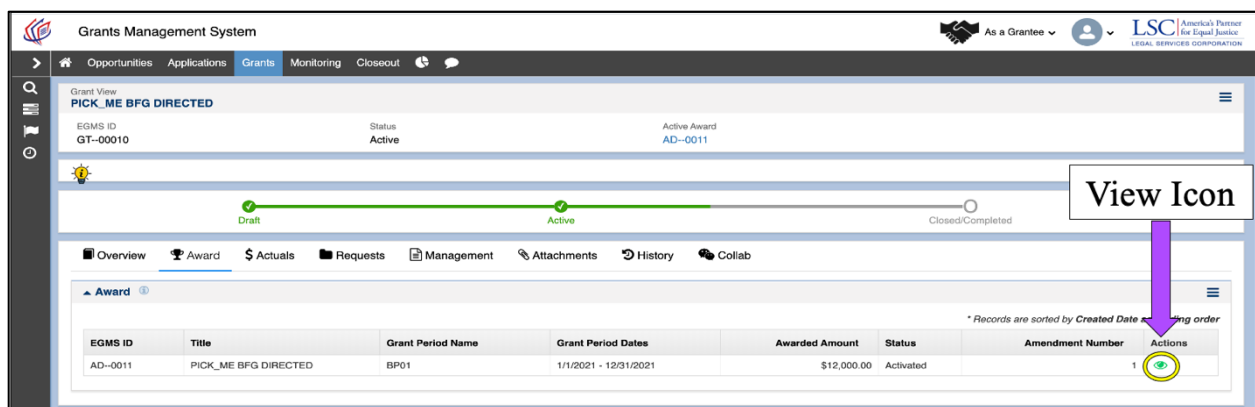 Grants Management System
As a Grantee
LSC America's Partner for Equal Justice
LEGAL SERVICES CORPORATION
Opportunities Applications Grants Monitoring Closeout
Grant View
PICK_ME BFG DIRECTED
EGMS ID Status Active Award
GT--00010 Active AD--0011
View Icon
Draft Active Closed/Completed
Overview Award $ Actuals Requests Management Attachments History Collab
Award
* Records are sorted by Created Date order
EGMS ID Title Grant Period Name Grant Period Dates Awarded Amount Status Amendment Number Actions
AD--0011 PICK_ME BFG DIRECTED BP01 1/1/2021 - 12/31/2021 $12,000.00 Activated 1